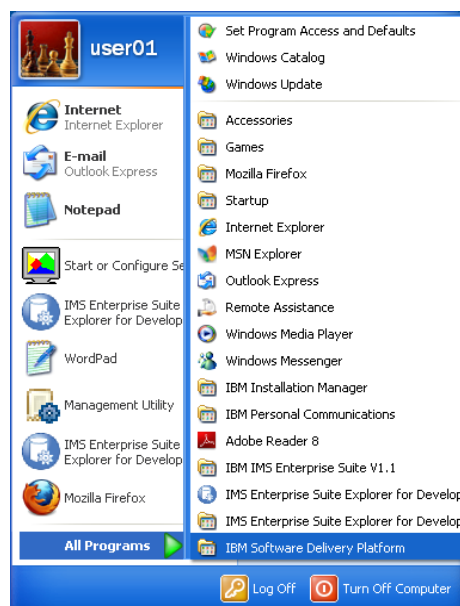 user01
Internet
Internet Explorer
E-mail
Outlook Express
Notepad
Start or Configure Se
IMS Enterprise Suite
Explorer for Develop
WordPad
Management Utility
IMS Enterprise Suite
Explorer for Develop
Mozilla Firefox
All Programs
Set Program Access and Defaults
Windows Catalog
Windows Update
Accessories
Games
Mozilla Firefox
Startup
Internet Explorer
MSN Explorer
Outlook Express
Remote Assistance
Windows Media Player
Windows Messenger
IBM Installation Manager
IBM Personal Communications
Adobe Reader 8
IBM IMS Enterprise Suite V1.1
IMS Enterprise Suite Explorer for Develop
IMS Enterprise Suite Explorer for Develop
IBM Software Delivery Platform
Log Off
Turn Off Computer